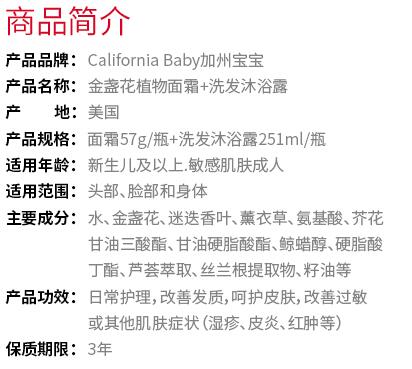 商品简介
产品品牌：California Baby加州宝宝
产品名称：金盏花植物面霜+洗发沐浴露
产　　地：美国
产品规格：面霜57g/瓶+洗发沐浴露251ml/瓶
适用年龄：新生儿及以上.敏感肌肤成人
适用范围：头部、脸部和身体
主要成分：水、金盏花、迷迭香叶、薰衣草、氨基酸、芥花
甘油三酸酯、甘油硬脂酸酯、鲸蜡醇、硬脂酸
丁酯、芦荟萃取、丝兰根提取物、籽油等
产品功效：日常护理，改善发质，呵护皮肤，改善过敏
或其他肌肤症状（湿疹、皮炎、红肿等）
保质期限：3年